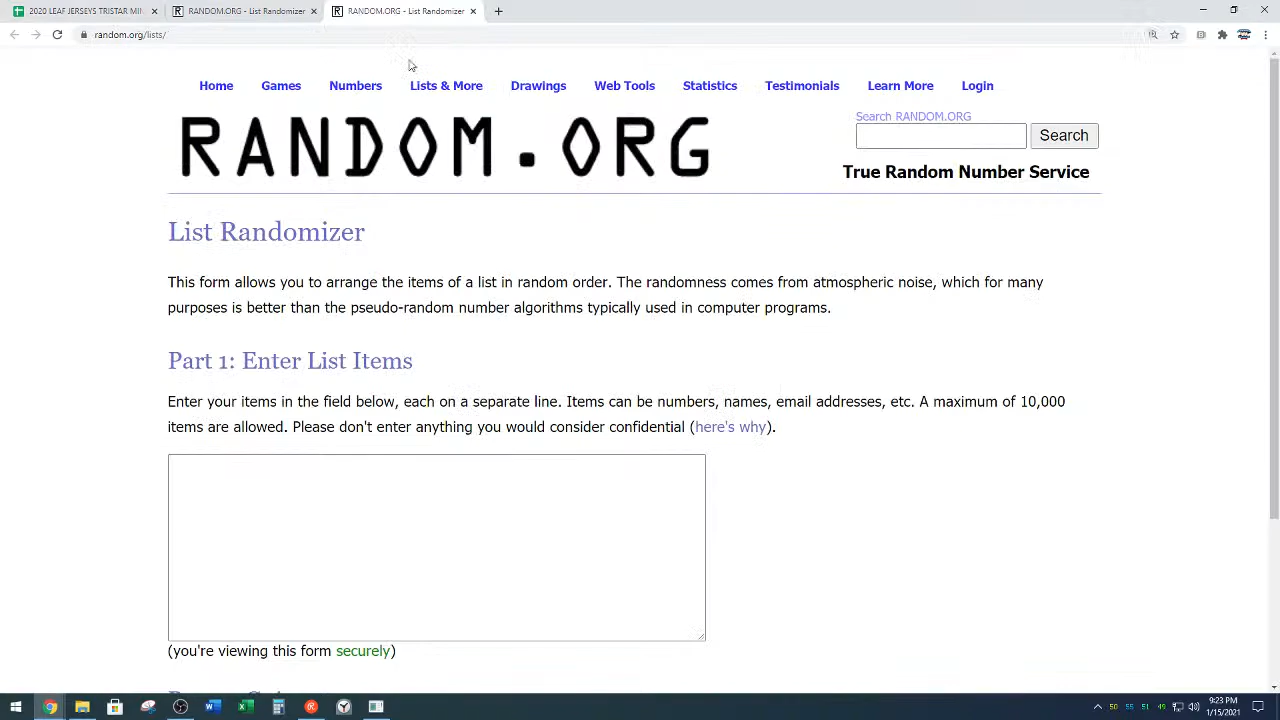 2020 LEAF JERSEYS TRISTAR MIN
RANDOM.ORG - List Randomizer
RANDOM.ORG - List Randomizer
random.org/lists/
Home Games Numbers Lists & More Drawings Web Tools Statistics Testimonials Learn More Login
RANDOM.ORG
Search RANDOM.ORG
Search
True Random Number Service
List Randomizer
This form allows you to arrange the items of a list in random order. The randomness comes from atmospheric noise, which for many
purposes is better than the pseudo-random number algorithms typically used in computer programs.
Part 1: Enter List Items
Enter your items in the field below, each on a separate line. Items can be numbers, names, email addresses, etc. A maximum of 10,000
items are allowed. Please don't enter anything you would consider confidential (here's why).
(you're viewing this form securely)
50 55 51 49
9:23 PM
1/15/2021